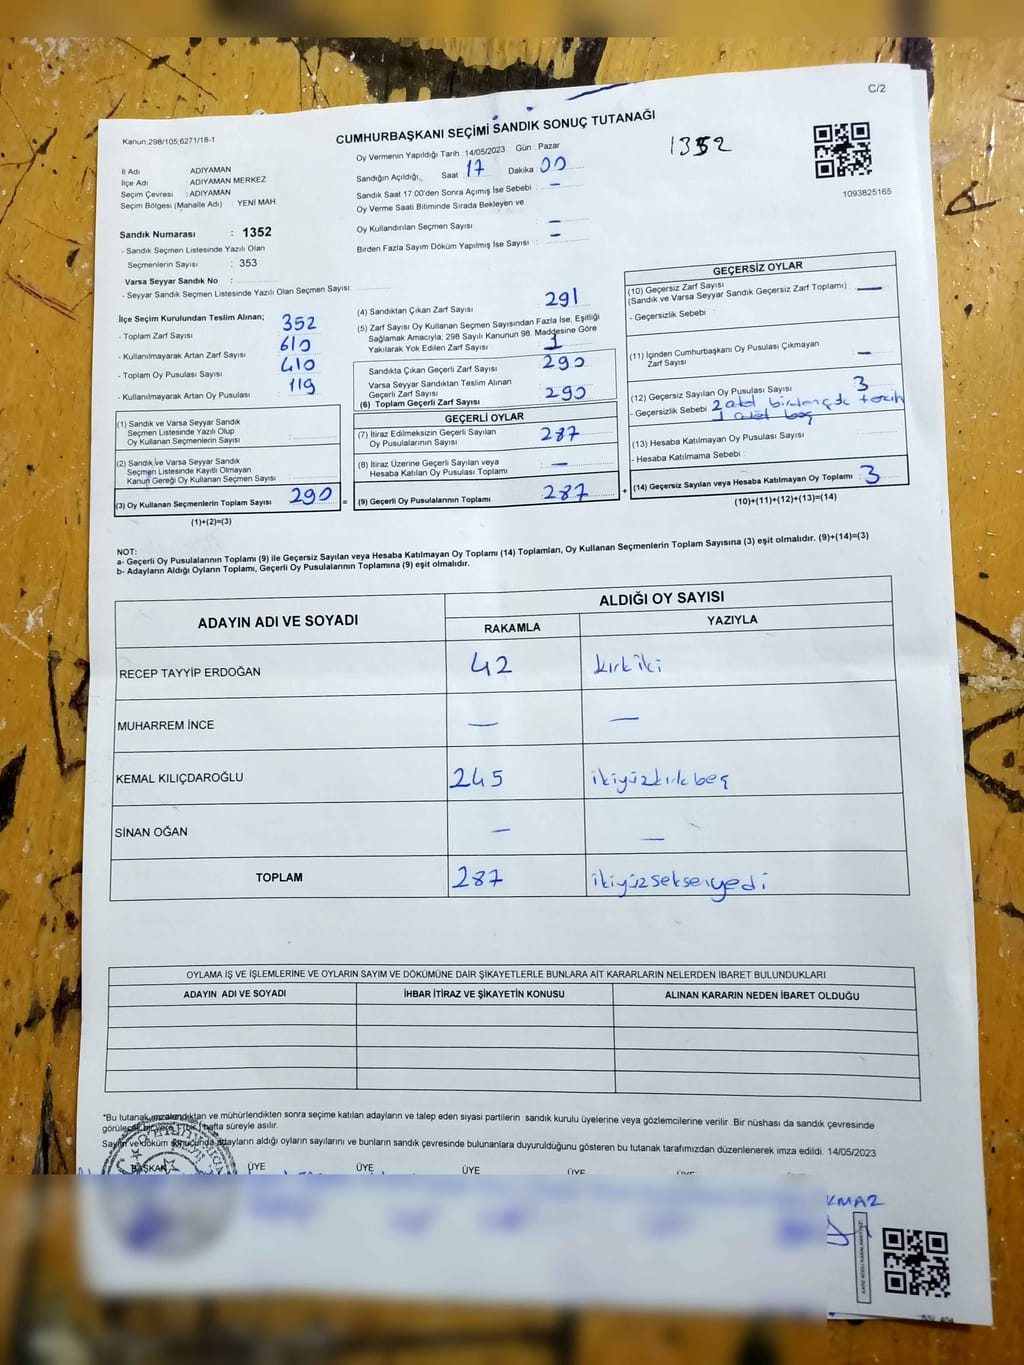 C/2
Kanun:298/105;6271/18-1
CUMHURBAŞKANI SEÇİMİ SANDIK SONUÇ TUTANAĞI
1352
1093825165
İl Adı : ADIYAMAN
İlçe Adı : ADIYAMAN MERKEZ
Seçim Çevresi : ADIYAMAN
Seçim Bölgesi (Mahalle Adı) : YENİ MAH.
Sandık Numarası : 1352
- Sandık Seçmen Listesinde Yazılı Olan
Seçmenlerin Sayısı : 353
Varsa Seyyar Sandık No :
- Seyyar Sandık Seçmen Listesinde Yazılı Olan Seçmen Sayısı:
Oy Vermenin Yapıldığı Tarih : 14/05/2023 Gün : Pazar
Sandığın Açıldığı Saat : 17 Dakika : 00
Sandık Saat 17.00'den Sonra Açımış İse Sebebi : —
Oy Verme Saati Bitiminde Sırada Bekleyen ve
Oy Kullandırılan Seçmen Sayısı : —
Birden Fazla Sayım Döküm Yapılmış İse Sayısı : —
İlçe Seçim Kurulundan Teslim Alınan;
- Toplam Zarf Sayısı : 352
- Kullanılmayarak Artan Zarf Sayısı : 610
- Toplam Oy Pusulası Sayısı : 410
- Kullanılmayarak Artan Oy Pusulası : 119
(1) Sandık ve Varsa Seyyar Sandık
Seçmen Listesinde Yazılı Olup
Oy Kullanan Seçmenlerin Sayısı :
(2) Sandık ve Varsa Seyyar Sandık
Seçmen Listesinde Kayıtlı Olmayan
Kanun Gereği Oy Kullanan Seçmen Sayısı :
(3) Oy Kullanan Seçmenlerin Toplam Sayısı 290 =
(1)+(2)=(3)
(4) Sandıktan Çıkan Zarf Sayısı 291
(5) Zarf Sayısı Oy Kullanan Seçmen Sayısından Fazla İse, Eşitliği
Sağlamak Amacıyla; 298 Sayılı Kanunun 98. Maddesine Göre
Yakılarak Yok Edilen Zarf Sayısı : 1
Sandıkta Çıkan Geçerli Zarf Sayısı : 290
Varsa Seyyar Sandıktan Teslim Alınan
Geçerli Zarf Sayısı
(6) Toplam Geçerli Zarf Sayısı : 290
GEÇERLİ OYLAR
(7) İtiraz Edilmeksizin Geçerli Sayılan
Oy Pusulalarının Sayısı : 287
(8) İtiraz Üzerine Geçerli Sayılan veya
Hesaba Katılan Oy Pusulası Toplamı : —
(9) Geçerli Oy Pusulalarının Toplamı : 287 +
GEÇERSİZ OYLAR
(10) Geçersiz Zarf Sayısı
(Sandık ve Varsa Seyyar Sandık Geçersiz Zarf Toplamı) : —
- Geçersizlik Sebebi :
(11) İçinden Cumhurbaşkanı Oy Pusulası Çıkmayan
Zarf Sayısı : —
(12) Geçersiz Sayılan Oy Pusulası Sayısı : 3
- Geçersizlik Sebebi : 2 adet birden çok tercih
1 adet boş
(13) Hesaba Katılmayan Oy Pusulası Sayısı :
- Hesaba Katılmama Sebebi :
(14) Geçersiz Sayılan veya Hesaba Katılmayan Oy Toplamı : 3
(10)+(11)+(12)+(13)=(14)
NOT:
a- Geçerli Oy Pusulalarının Toplamı (9) ile Geçersiz Sayılan veya Hesaba Katılmayan Oy Toplamı (14) Toplamları, Oy Kullanan Seçmenlerin Toplam Sayısına (3) eşit olmalıdır. (9)+(14)=(3)
b- Adayların Aldığı Oyların Toplamı, Geçerli Oy Pusulalarının Toplamına (9) eşit olmalıdır.
ADAYIN ADI VE SOYADI
ALDIĞI OY SAYISI
RAKAMLA YAZIYLA
RECEP TAYYİP ERDOĞAN 42 kırk iki
MUHARREM İNCE — —
KEMAL KILIÇDAROĞLU 245 ikiyüzkırkbeş
SİNAN OĞAN — —
TOPLAM 287 ikiyüzseksenyedi
OYLAMA İŞ VE İŞLEMLERİNE VE OYLARIN SAYIM VE DÖKÜMÜNE DAİR ŞİKAYETLERLE BUNLARA AİT KARARLARIN NELERDEN İBARET BULUNDUKLARI
ADAYIN ADI VE SOYADI İHBAR İTİRAZ VE ŞİKAYETİN KONUSU ALINAN KARARIN NEDEN İBARET OLDUĞU
*Bu tutanak imzalandıktan ve mühürlendikten sonra seçime katılan adayların ve talep eden siyasi partilerin sandık kurulu üyelerine veya gözlemcilerine verilir .Bir nüshası da sandık çevresinde
görülecek bir yere 1 (bir) hafta süreyle asılır.
Sayım ve döküm sonucunda adayların aldığı oyların sayılarını ve bunların sandık çevresinde bulunanlara duyurulduğunu gösteren bu tutanak tarafımızdan düzenlenerek imza edildi. 14/05/2023
BAŞKAN ÜYE ÜYE ÜYE ÜYE ÜYE